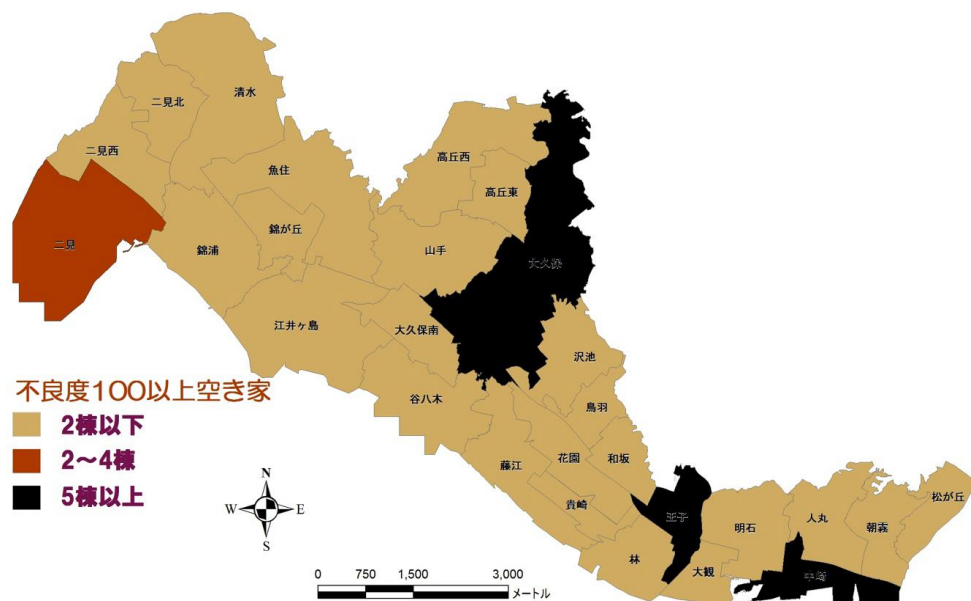 清水
二見北
二見西
高丘西
魚住
高丘東
錦が丘
二見
錦浦
山手
大久保
江井ヶ島
大久保南
沢池
不良度100以上空き家
谷八木
鳥羽
2棟以下
藤江
花園
和坂
2～4棟
N
松が丘
5棟以上
貴崎
W
E
王子
明石
人丸
朝霧
S
林
大観
中崎
0 750 1,500 3,000
メートル